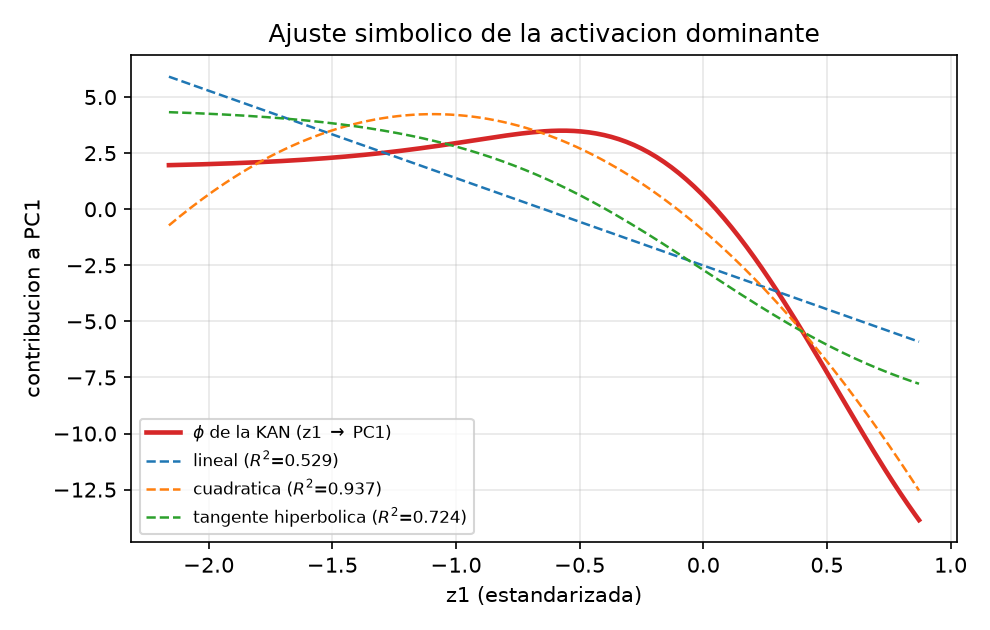 Ajuste simbolico de la activacion dominante
contribucion a PC1
5.0
2.5
0.0
−2.5
−5.0
−7.5
−10.0
−12.5
ϕ de la KAN (z1 → PC1)
lineal (R²=0.529)
cuadratica (R²=0.937)
tangente hiperbolica (R²=0.724)
−2.0 −1.5 −1.0 −0.5 0.0 0.5 1.0
z1 (estandarizada)